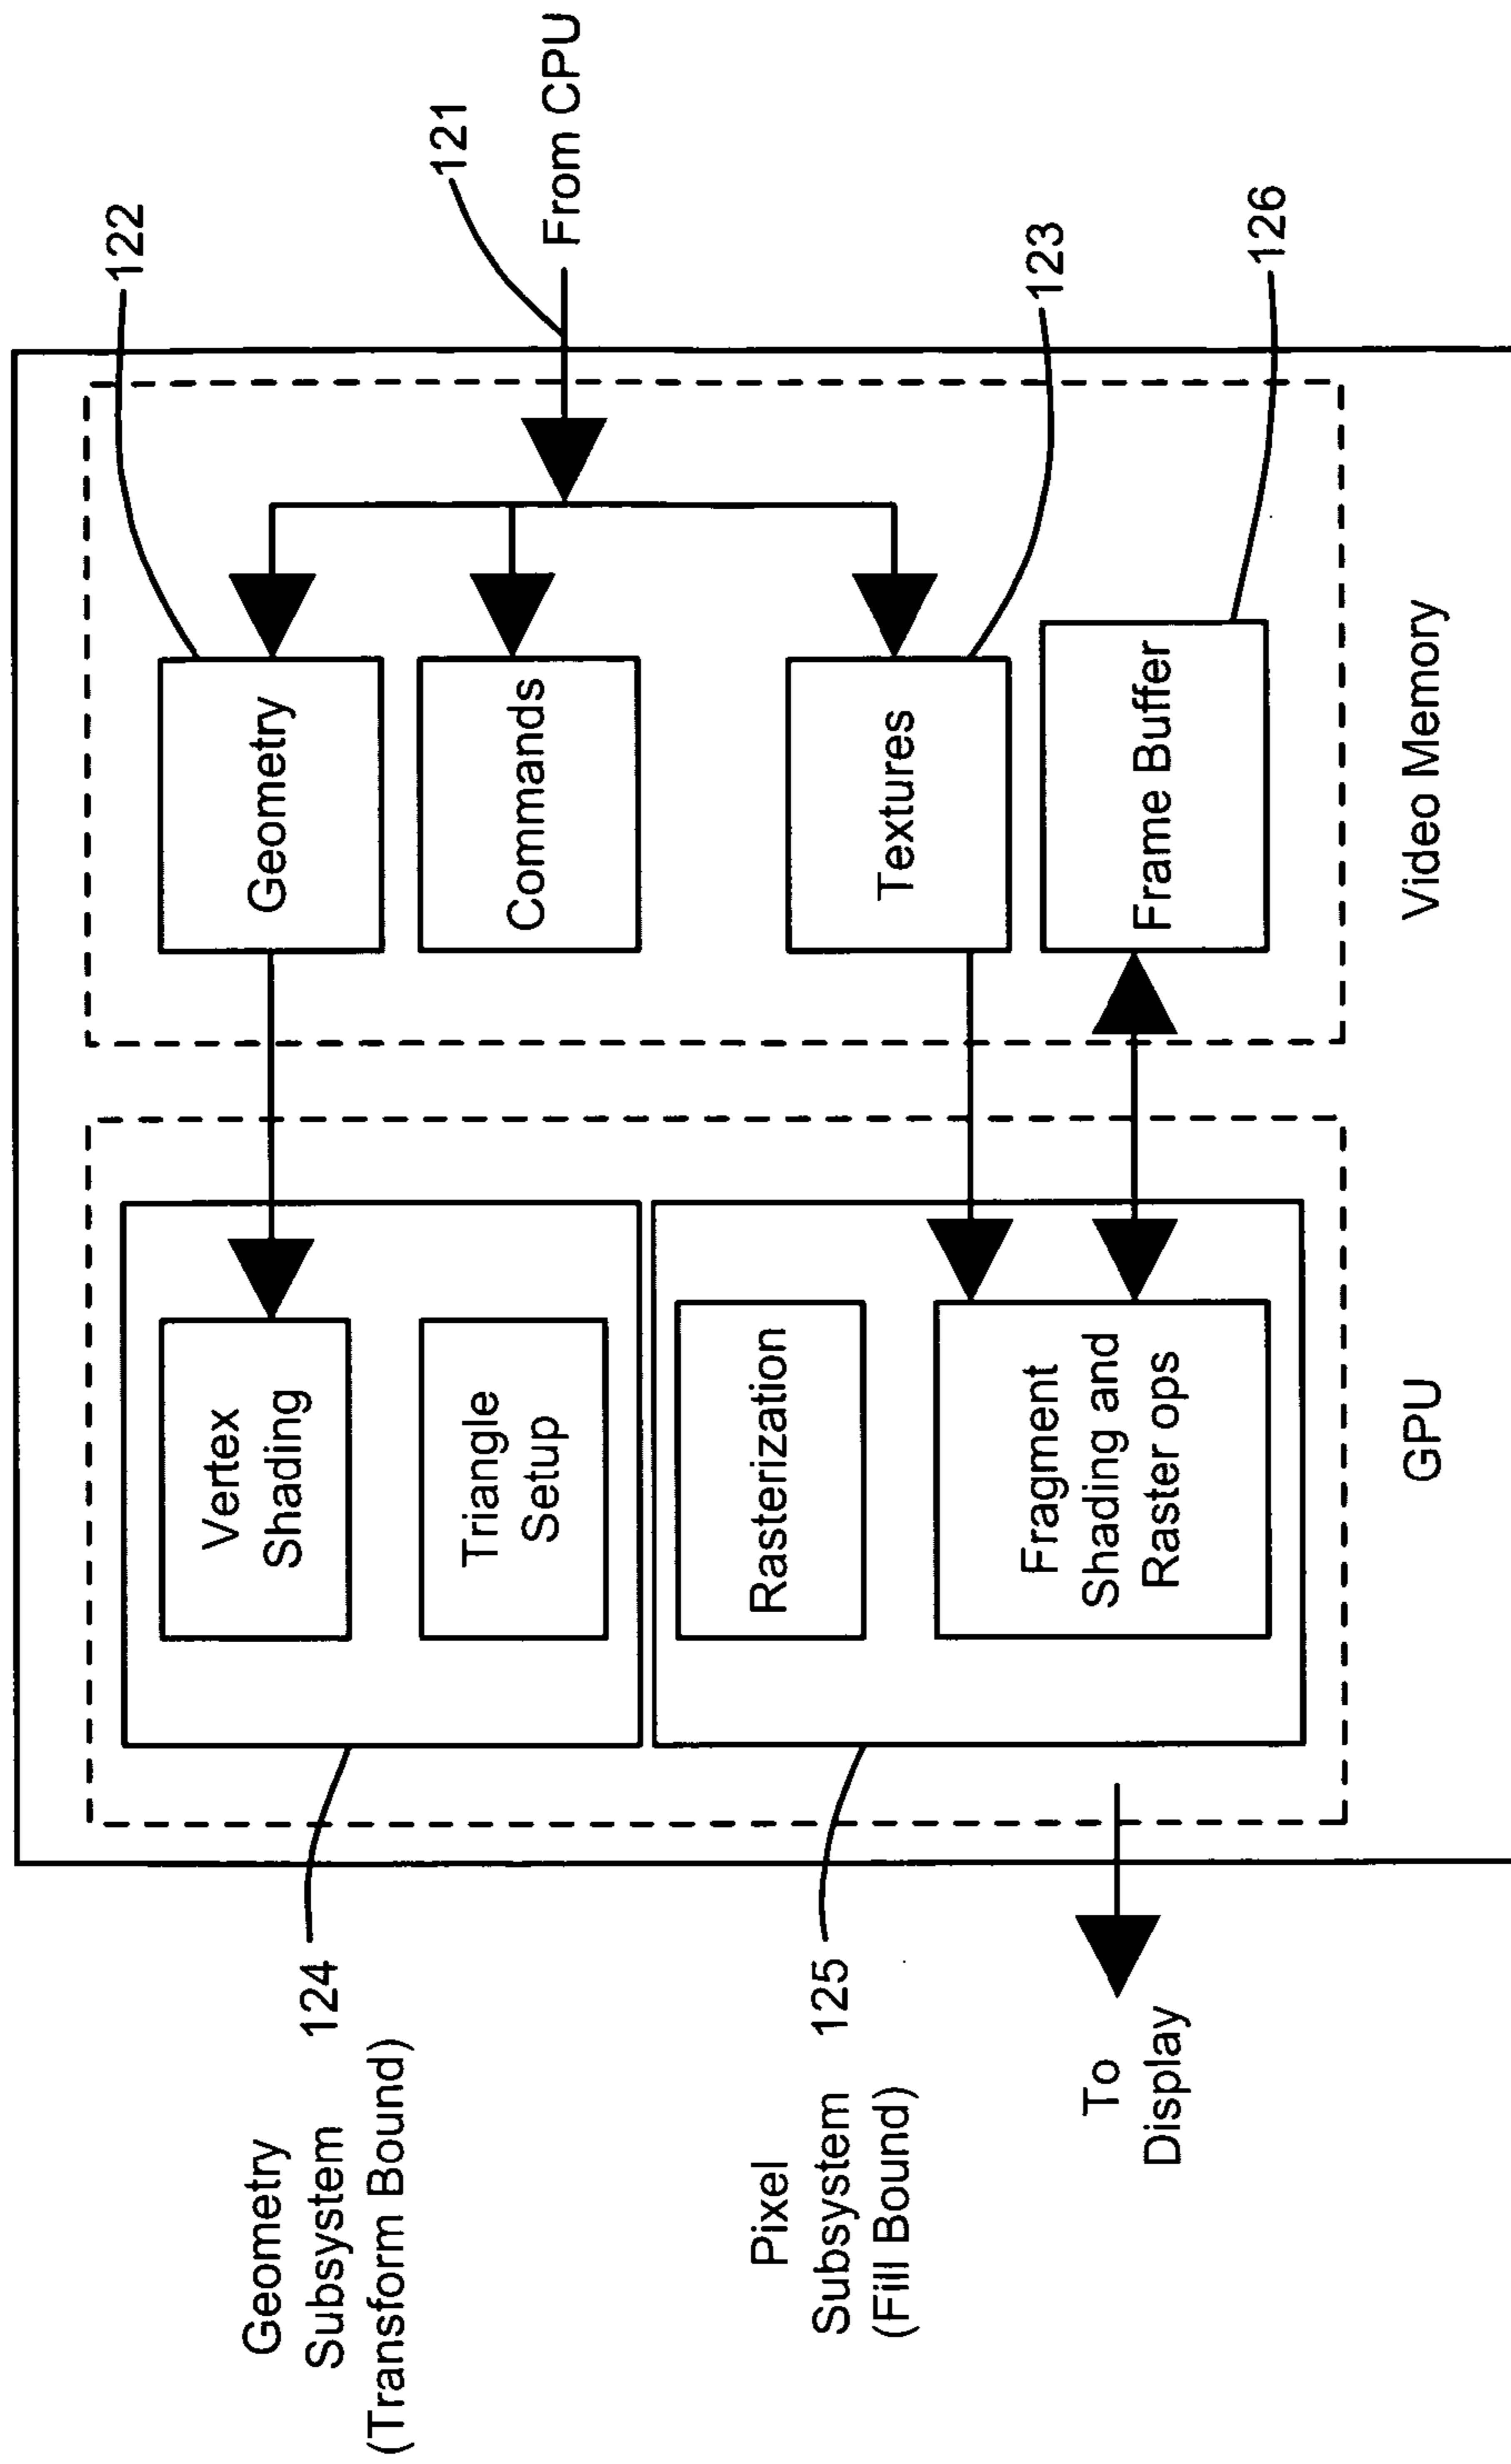 Geometry
Subsystem 124
(Transform Bound)
Pixel
Subsystem 125
(Fill Bound)
To
Display
Vertex
Shading
Triangle
Setup
Rasterization
Fragment
Shading and
Raster ops
GPU
Geometry
Commands
Textures
Frame Buffer
Video Memory
122
121
From CPU
123
126